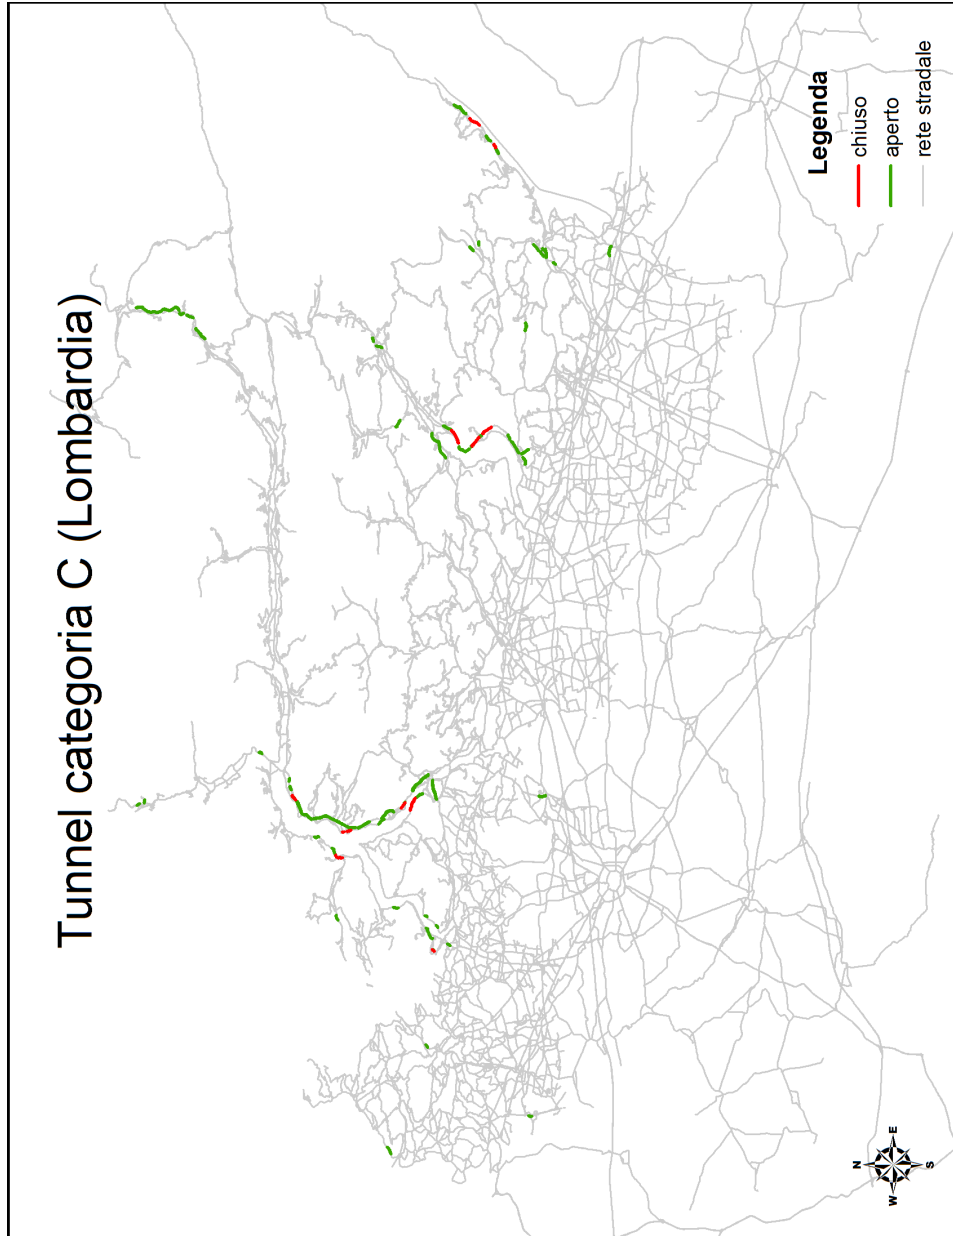 Tunnel categoria C (Lombardia)
Legenda
chiuso
aperto
rete stradale
N
W
E
S